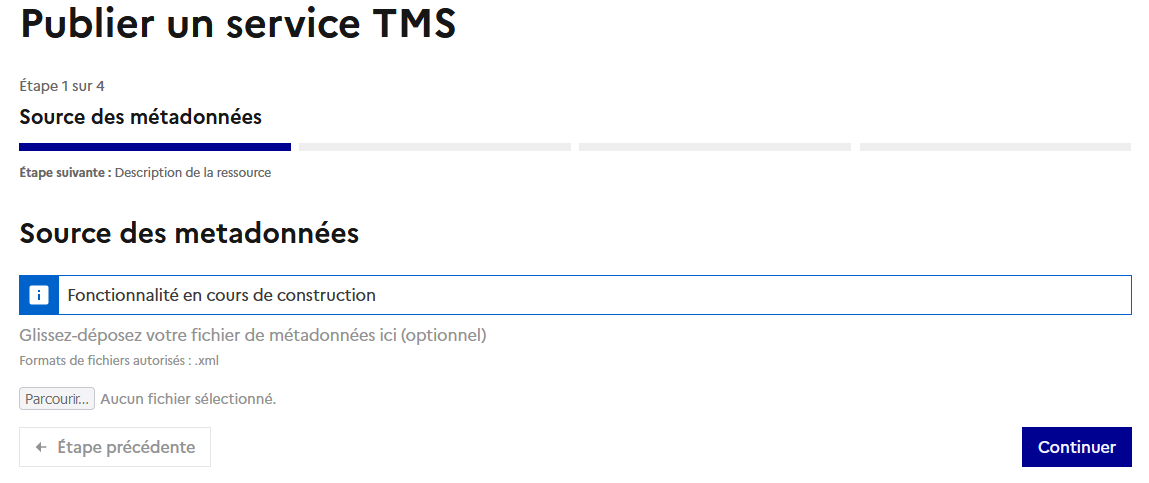 Publier un service TMS
Étape 1 sur 4
Source des métadonnées
Étape suivante : Description de la ressource
Source des metadonnées
Fonctionnalité en cours de construction
Glissez-déposez votre fichier de métadonnées ici (optionnel)
Formats de fichiers autorisés : .xml
Parcourir... Aucun fichier sélectionné.
Étape précédente
Continuer